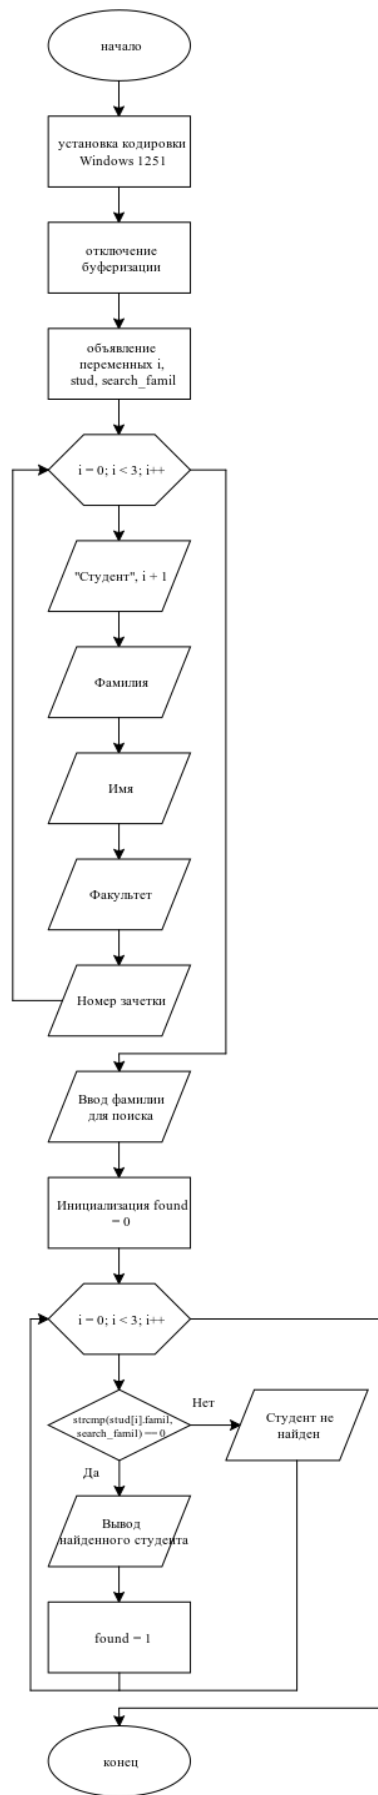 начало
установка кодировки
Windows 1251
отключение
буферизации
объявление
переменных i,
stud, search_famil
i = 0; i < 3; i++
"Студент", i + 1
Фамилия
Имя
Факультет
Номер зачетки
Ввод фамилии
для поиска
Инициализация found
= 0
i = 0; i < 3; i++
strcmp(stud[i].famil,
search_famil) == 0
Нет
Студент не
найден
Да
Вывод
найденного студента
found = 1
конец